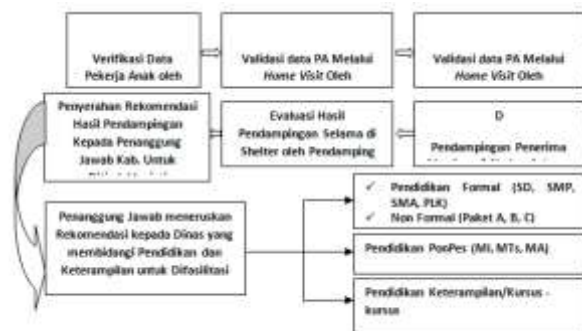 Verifikasi Data
Pekerja Anak oleh
Validasi data PA Melalui
Home Visit Oleh
Validasi data PA Melalui
Home Visit Oleh
Penyerahan Rekomendasi
Hasil Pendampingan
Kepada Penanggung
Jawab Kab. Untuk
Evaluasi Hasil
Pendampingan Selama di
Shelter oleh Pendamping
D
Pendampingan Penerima
Penanggung Jawab meneruskan
Rekomendasi kepada Dinas yang
membidangi Pendidikan dan
Keterampilan untuk Difasilitasi
✓ Pendidikan Formal (SD, SMP,
SMA, PLK)
✓ Non Formal (Paket A, B, C)
Pendidikan PonPes (MI, MTs, MA)
Pendidikan Keterampilan/Kursus -
kursus